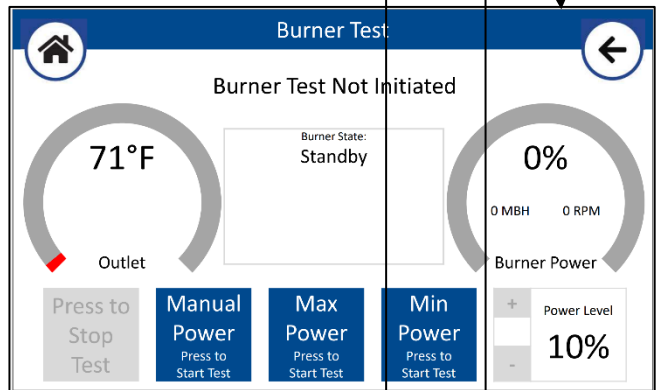 Burner Test
Burner Test Not Initiated
71°F
Outlet
Burner State:
Standby
0%
0 MBH 0 RPM
Burner Power
Press to
Stop
Test
Manual
Power
Press to
Start Test
Max
Power
Press to
Start Test
Min
Power
Press to
Start Test
+
-
Power Level
10%